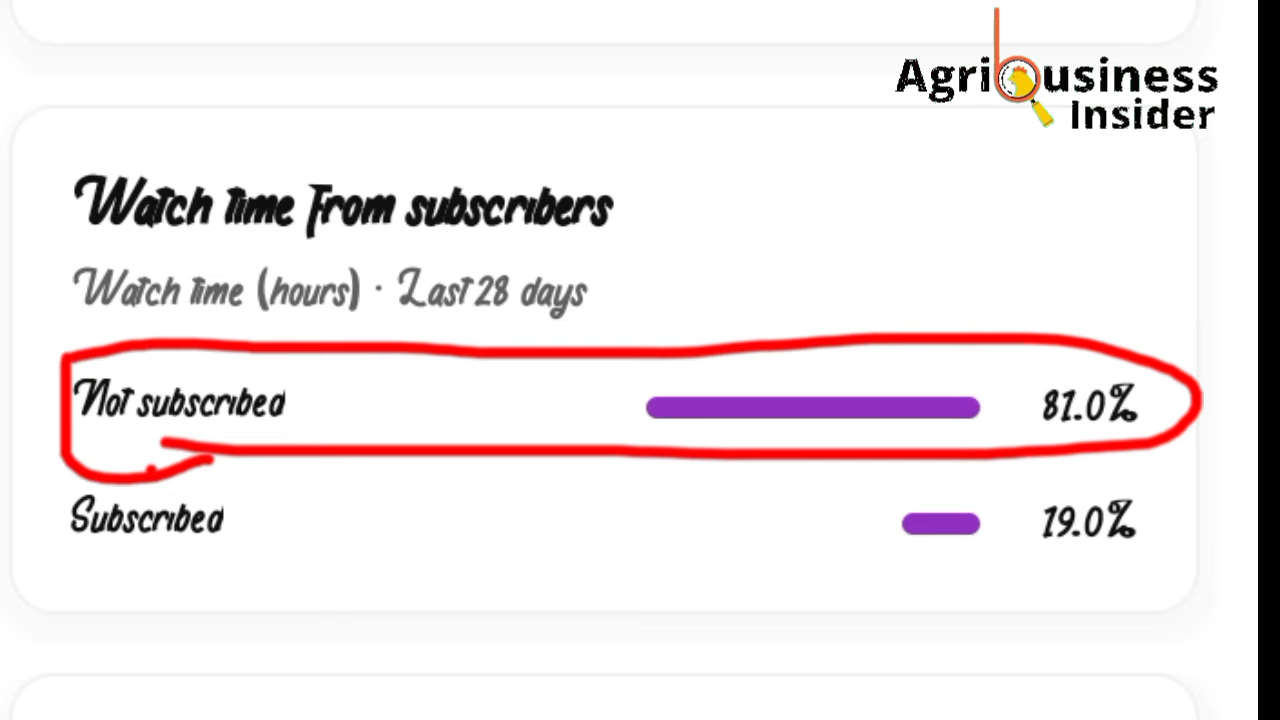 Agribusiness
Insider
Watch time from subscribers
Watch time (hours) · Last 28 days
Not subscribed 81.0%
Subscribed 19.0%